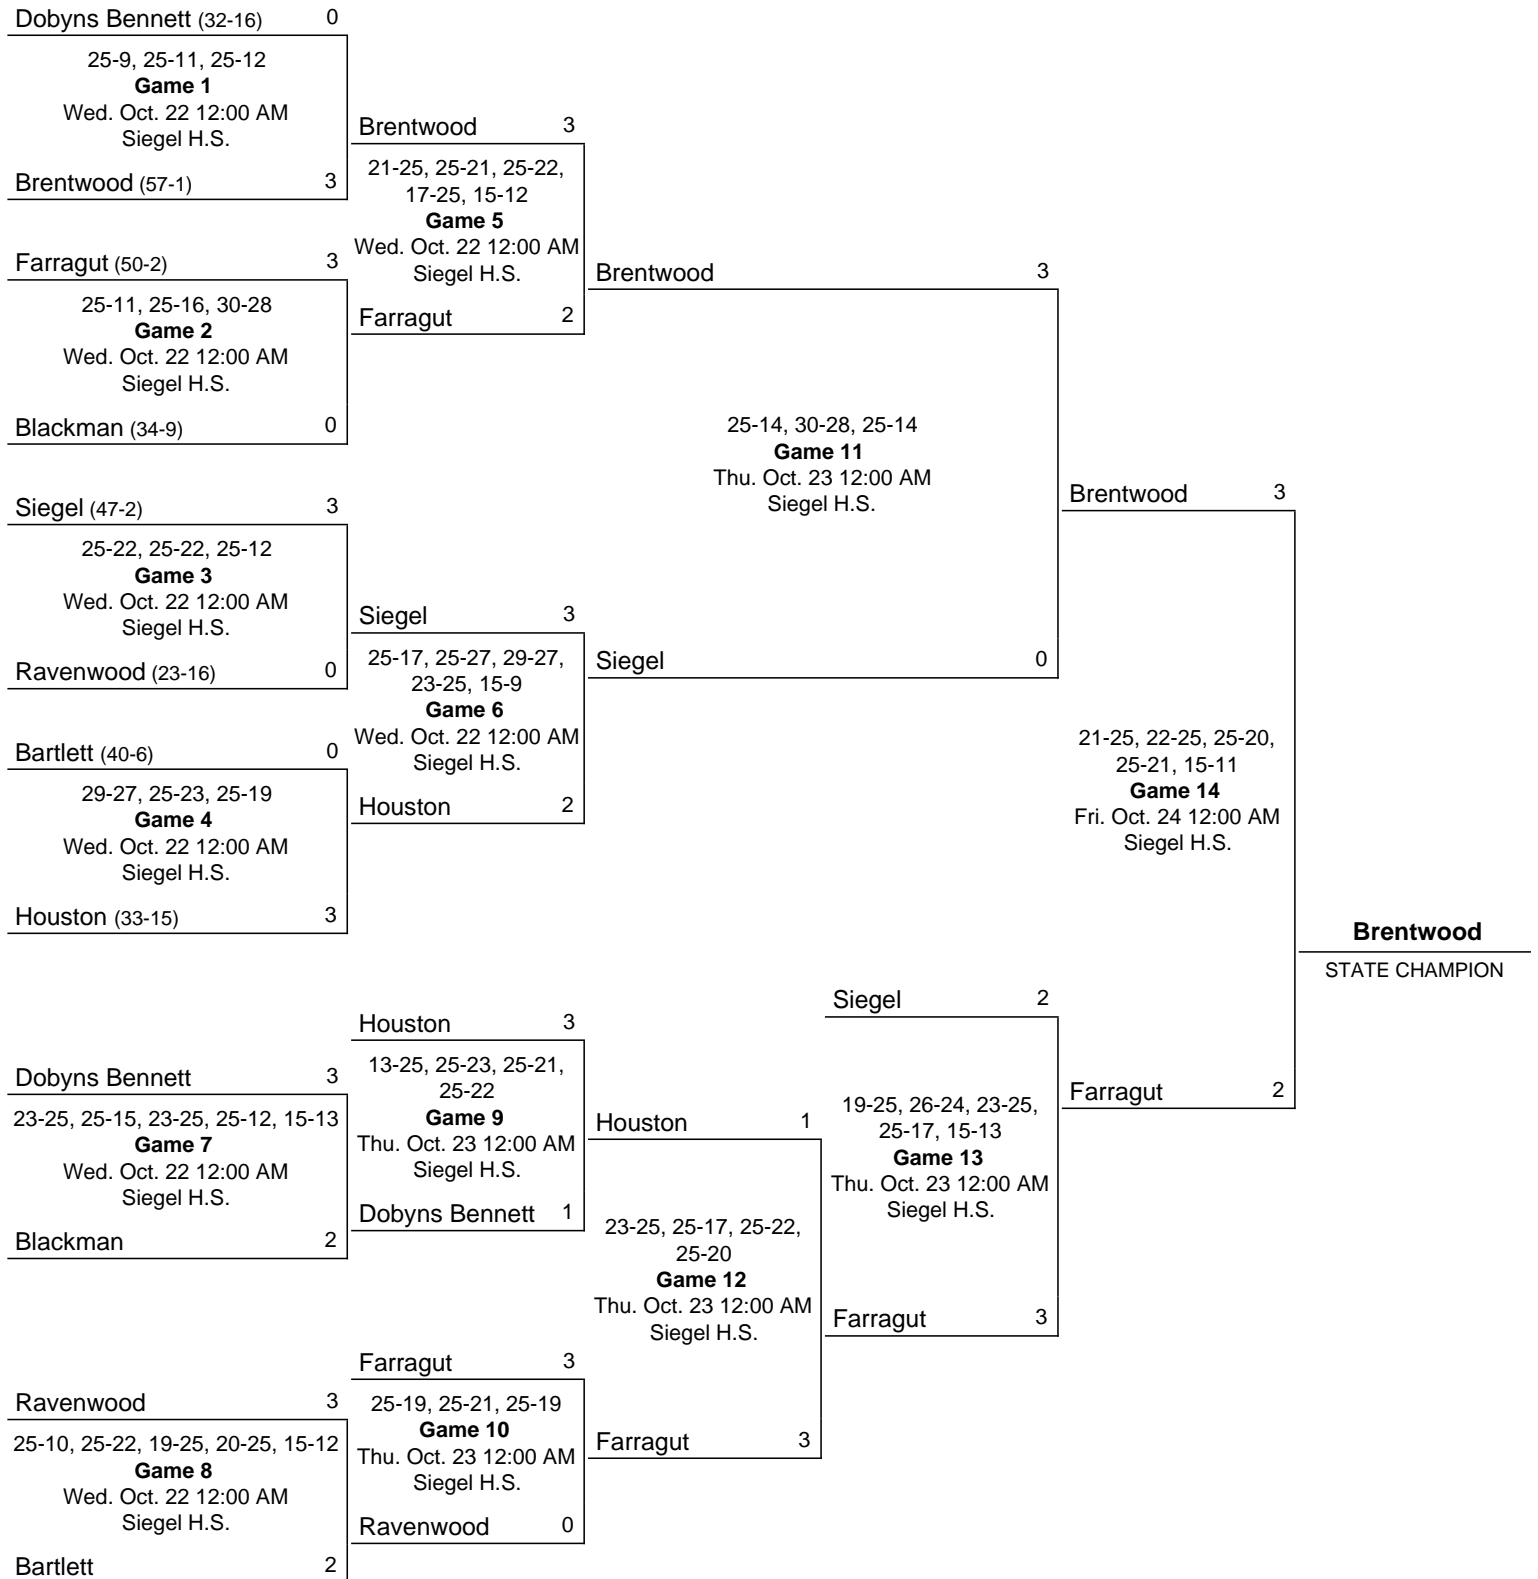 Dobyns Bennett (32-16) 0
25-9, 25-11, 25-12
Game 1
Wed. Oct. 22 12:00 AM
Siegel H.S.
Brentwood (57-1) 3
Farragut (50-2) 3
25-11, 25-16, 30-28
Game 2
Wed. Oct. 22 12:00 AM
Siegel H.S.
Blackman (34-9) 0
Siegel (47-2) 3
25-22, 25-22, 25-12
Game 3
Wed. Oct. 22 12:00 AM
Siegel H.S.
Ravenwood (23-16) 0
Bartlett (40-6) 0
29-27, 25-23, 25-19
Game 4
Wed. Oct. 22 12:00 AM
Siegel H.S.
Houston (33-15) 3
Brentwood 3
21-25, 25-21, 25-22,
17-25, 15-12
Game 5
Wed. Oct. 22 12:00 AM
Siegel H.S.
Farragut 2
Siegel 3
25-17, 25-27, 29-27,
23-25, 15-9
Game 6
Wed. Oct. 22 12:00 AM
Siegel H.S.
Houston 2
Brentwood 3
25-14, 30-28, 25-14
Game 11
Thu. Oct. 23 12:00 AM
Siegel H.S.
Siegel 0
Brentwood 3
21-25, 22-25, 25-20,
25-21, 15-11
Game 14
Fri. Oct. 24 12:00 AM
Siegel H.S.
Farragut 2
Brentwood
STATE CHAMPION
Dobyns Bennett 3
23-25, 25-15, 23-25, 25-12, 15-13
Game 7
Wed. Oct. 22 12:00 AM
Siegel H.S.
Blackman 2
Ravenwood 3
25-10, 25-22, 19-25, 20-25, 15-12
Game 8
Wed. Oct. 22 12:00 AM
Siegel H.S.
Bartlett 2
Houston 3
13-25, 25-23, 25-21,
25-22
Game 9
Thu. Oct. 23 12:00 AM
Siegel H.S.
Dobyns Bennett 1
Farragut 3
25-19, 25-21, 25-19
Game 10
Thu. Oct. 23 12:00 AM
Siegel H.S.
Ravenwood 0
Houston 1
23-25, 25-17, 25-22,
25-20
Game 12
Thu. Oct. 23 12:00 AM
Siegel H.S.
Farragut 3
Siegel 2
19-25, 26-24, 23-25,
25-17, 15-13
Game 13
Thu. Oct. 23 12:00 AM
Siegel H.S.
Farragut 3